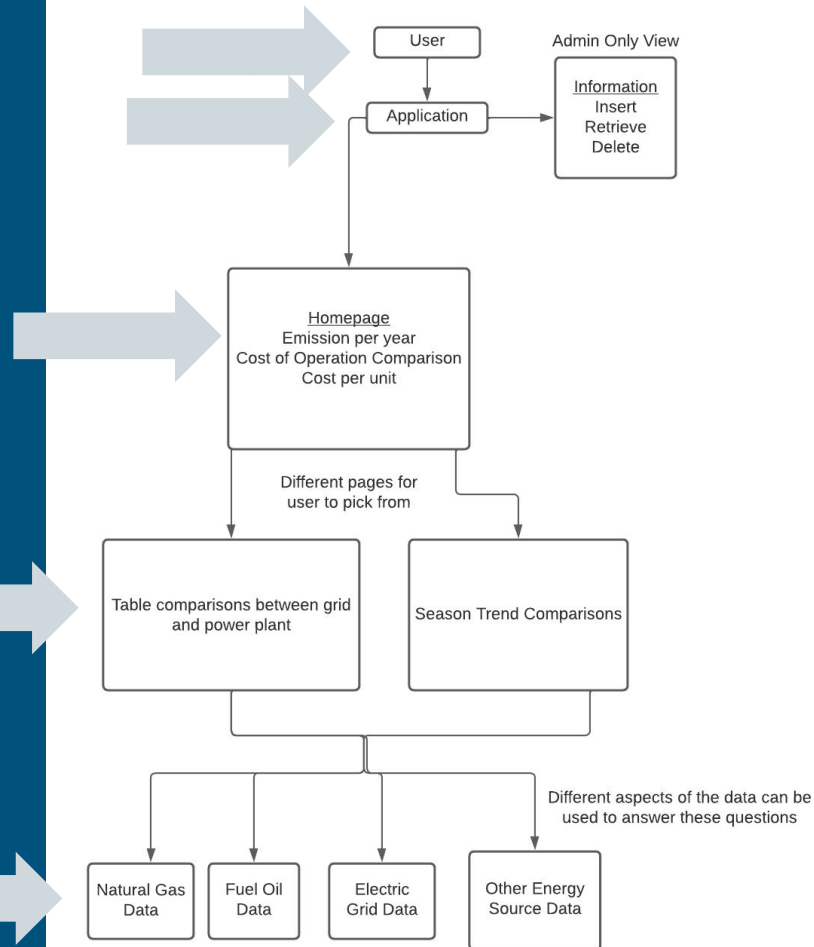 User
Admin Only View
Information
Insert
Retrieve
Delete
Application
Homepage
Emission per year
Cost of Operation Comparison
Cost per unit
Different pages for
user to pick from
Table comparisons between grid
and power plant
Season Trend Comparisons
Different aspects of the data can be
used to answer these questions
Natural Gas
Data
Fuel Oil
Data
Electric
Grid Data
Other Energy
Source Data